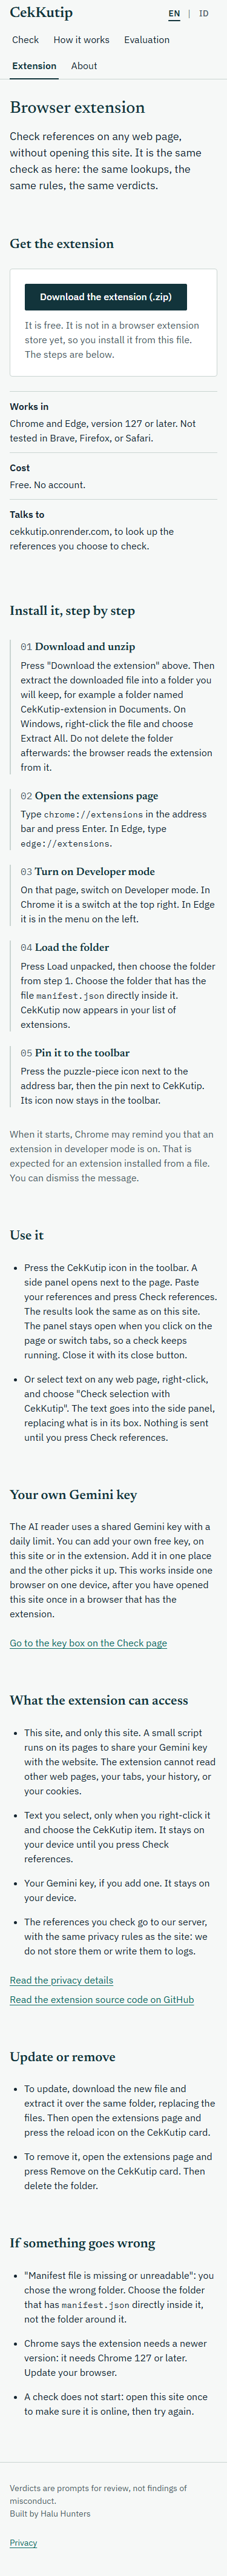 CekKutip
EN | ID
Check How it works Evaluation
Extension About
Browser extension
Check references on any web page,
without opening this site. It is the same
check as here: the same lookups, the
same rules, the same verdicts.
Get the extension
Download the extension (.zip)
It is free. It is not in a browser extension
store yet, so you install it from this file.
The steps are below.
Works in
Chrome and Edge, version 127 or later. Not
tested in Brave, Firefox, or Safari.
Cost
Free. No account.
Talks to
cekkutip.onrender.com, to look up the
references you choose to check.
Install it, step by step
01 Download and unzip
Press "Download the extension" above. Then
extract the downloaded file into a folder you
will keep, for example a folder named
CekKutip-extension in Documents. On
Windows, right-click the file and choose
Extract All. Do not delete the folder
afterwards: the browser reads the extension
from it.
02 Open the extensions page
Type chrome://extensions in the address
bar and press Enter. In Edge, type
edge://extensions.
03 Turn on Developer mode
On that page, switch on Developer mode. In
Chrome it is a switch at the top right. In Edge
it is in the menu on the left.
04 Load the folder
Press Load unpacked, then choose the folder
from step 1. Choose the folder that has the
file manifest.json directly inside it.
CekKutip now appears in your list of
extensions.
05 Pin it to the toolbar
Press the puzzle-piece icon next to the
address bar, then the pin next to CekKutip.
Its icon now stays in the toolbar.
When it starts, Chrome may remind you that an
extension in developer mode is on. That is
expected for an extension installed from a file.
You can dismiss the message.
Use it
• Press the CekKutip icon in the toolbar. A
side panel opens next to the page. Paste
your references and press Check references.
The results look the same as on this site.
The panel stays open when you click on the
page or switch tabs, so a check keeps
running. Close it with its close button.
• Or select text on any web page, right-click,
and choose "Check selection with
CekKutip". The text goes into the side panel,
replacing what is in its box. Nothing is sent
until you press Check references.
Your own Gemini key
The AI reader uses a shared Gemini key with a
daily limit. You can add your own free key, on
this site or in the extension. Add it in one place
and the other picks it up. This works inside one
browser on one device, after you have opened
this site once in a browser that has the
extension.
Go to the key box on the Check page
What the extension can access
• This site, and only this site. A small script
runs on its pages to share your Gemini key
with the website. The extension cannot read
other web pages, your tabs, your history, or
your cookies.
• Text you select, only when you right-click it
and choose the CekKutip item. It stays on
your device until you press Check
references.
• Your Gemini key, if you add one. It stays on
your device.
• The references you check go to our server,
with the same privacy rules as the site: we
do not store them or write them to logs.
Read the privacy details
Read the extension source code on GitHub
Update or remove
• To update, download the new file and
extract it over the same folder, replacing the
files. Then open the extensions page and
press the reload icon on the CekKutip card.
• To remove it, open the extensions page and
press Remove on the CekKutip card. Then
delete the folder.
If something goes wrong
• "Manifest file is missing or unreadable": you
chose the wrong folder. Choose the folder
that has manifest.json directly inside it,
not the folder around it.
• Chrome says the extension needs a newer
version: it needs Chrome 127 or later.
Update your browser.
• A check does not start: open this site once
to make sure it is online, then try again.
Verdicts are prompts for review, not findings of
misconduct.
Built by Halu Hunters
Privacy